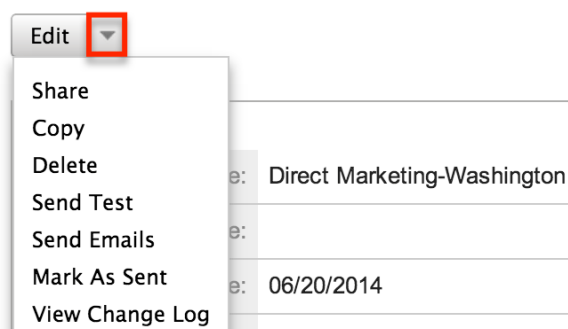 Edit
Share
Copy
Delete
e: Direct Marketing-Washington
Send Test
Send Emails
e:
Mark As Sent
e: 06/20/2014
View Change Log